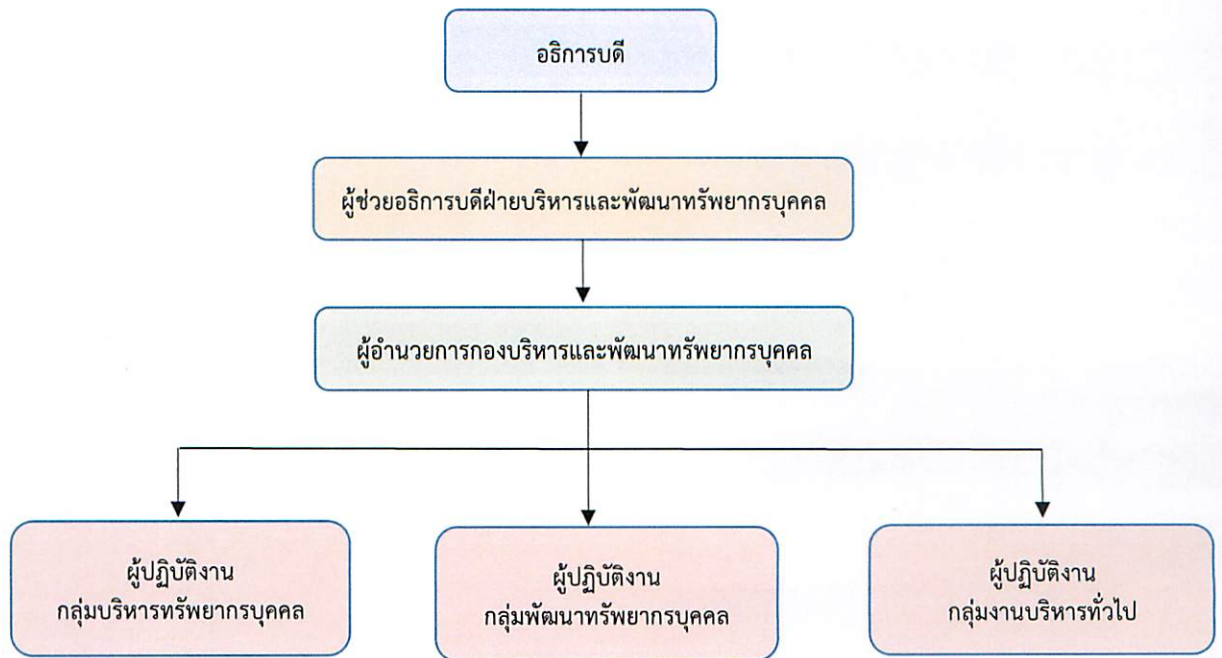 อธิการบดี
ผู้ช่วยอธิการบดีฝ่ายบริหารและพัฒนาทรัพยากรบุคคล
ผู้อำนวยการกองบริหารและพัฒนาทรัพยากรบุคคล
ผู้ปฏิบัติงาน
กลุ่มบริหารทรัพยากรบุคคล
ผู้ปฏิบัติงาน
กลุ่มพัฒนาทรัพยากรบุคคล
ผู้ปฏิบัติงาน
กลุ่มงานบริหารทั่วไป